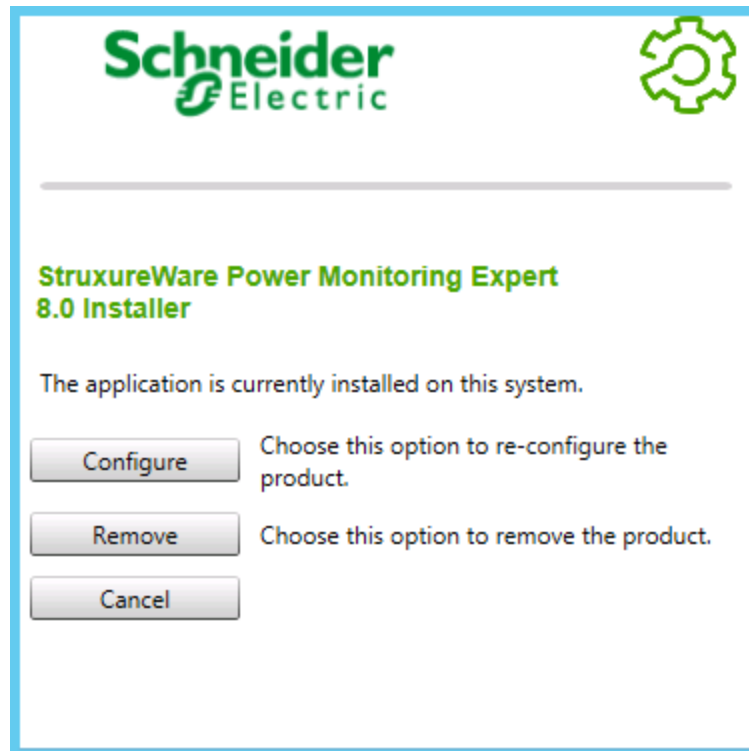 Schneider
Electric
StruxureWare Power Monitoring Expert
8.0 Installer
The application is currently installed on this system.
Configure
Choose this option to re-configure the
product.
Remove
Choose this option to remove the product.
Cancel